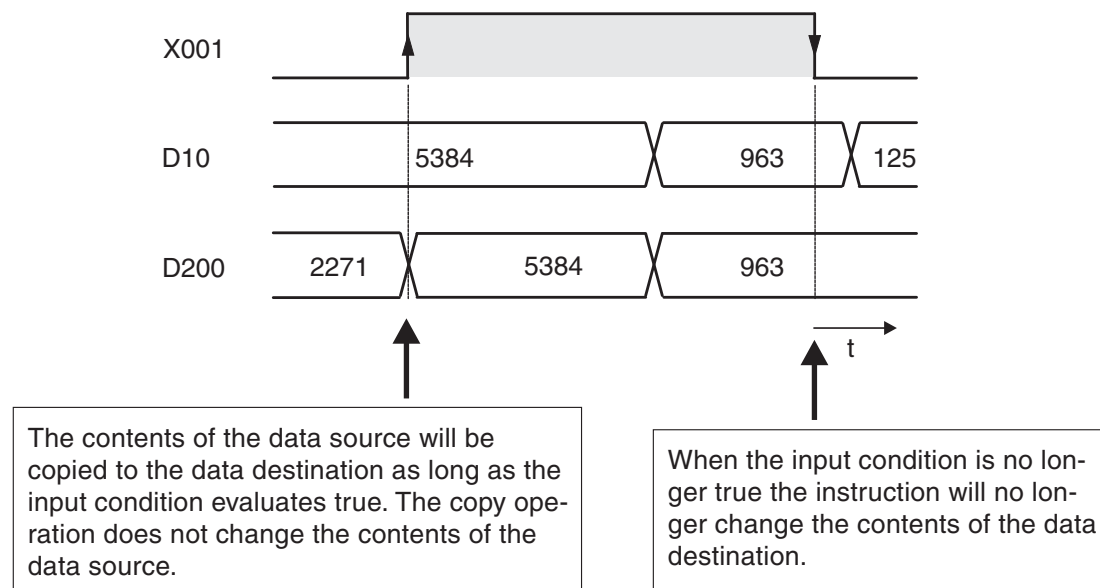 X001
D10
5384
963
125
D200
2271
5384
963
t
The contents of the data source will be
copied to the data destination as long as the
input condition evaluates true. The copy ope-
ration does not change the contents of the
data source.
When the input condition is no lon-
ger true the instruction will no lon-
ger change the contents of the data
destination.